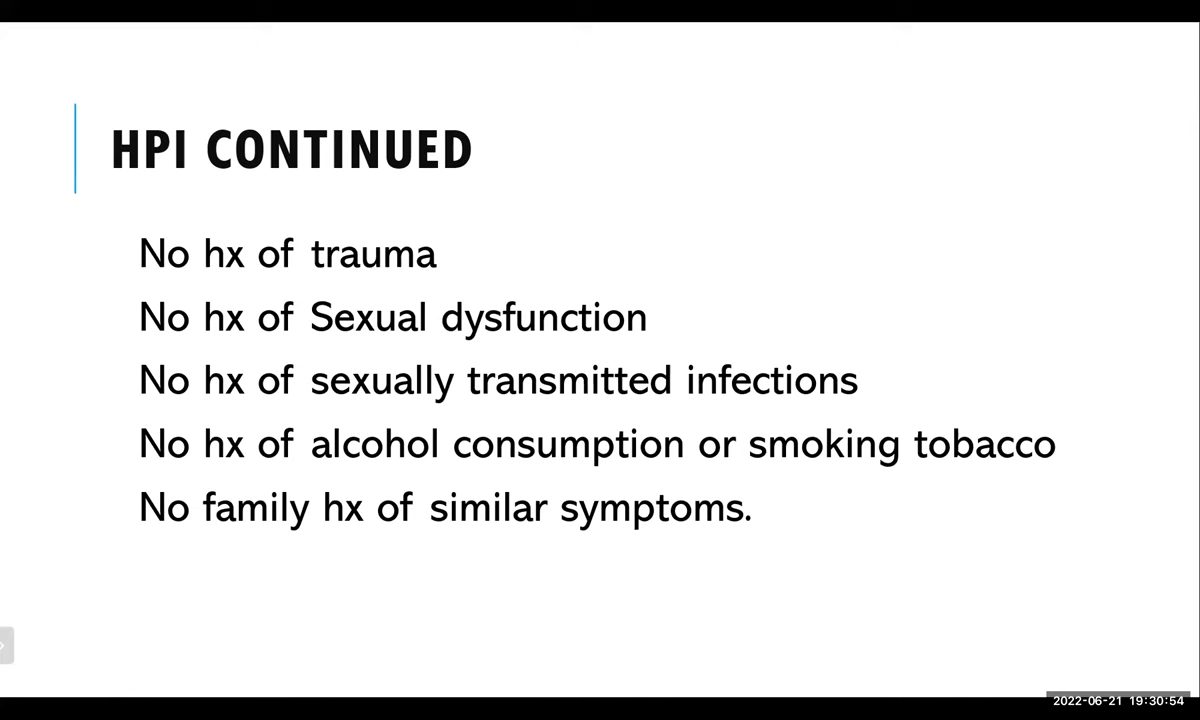 HPI CONTINUED
No hx of trauma
No hx of Sexual dysfunction
No hx of sexually transmitted infections
No hx of alcohol consumption or smoking tobacco
No family hx of similar symptoms.
2022-06-21 19:30:54